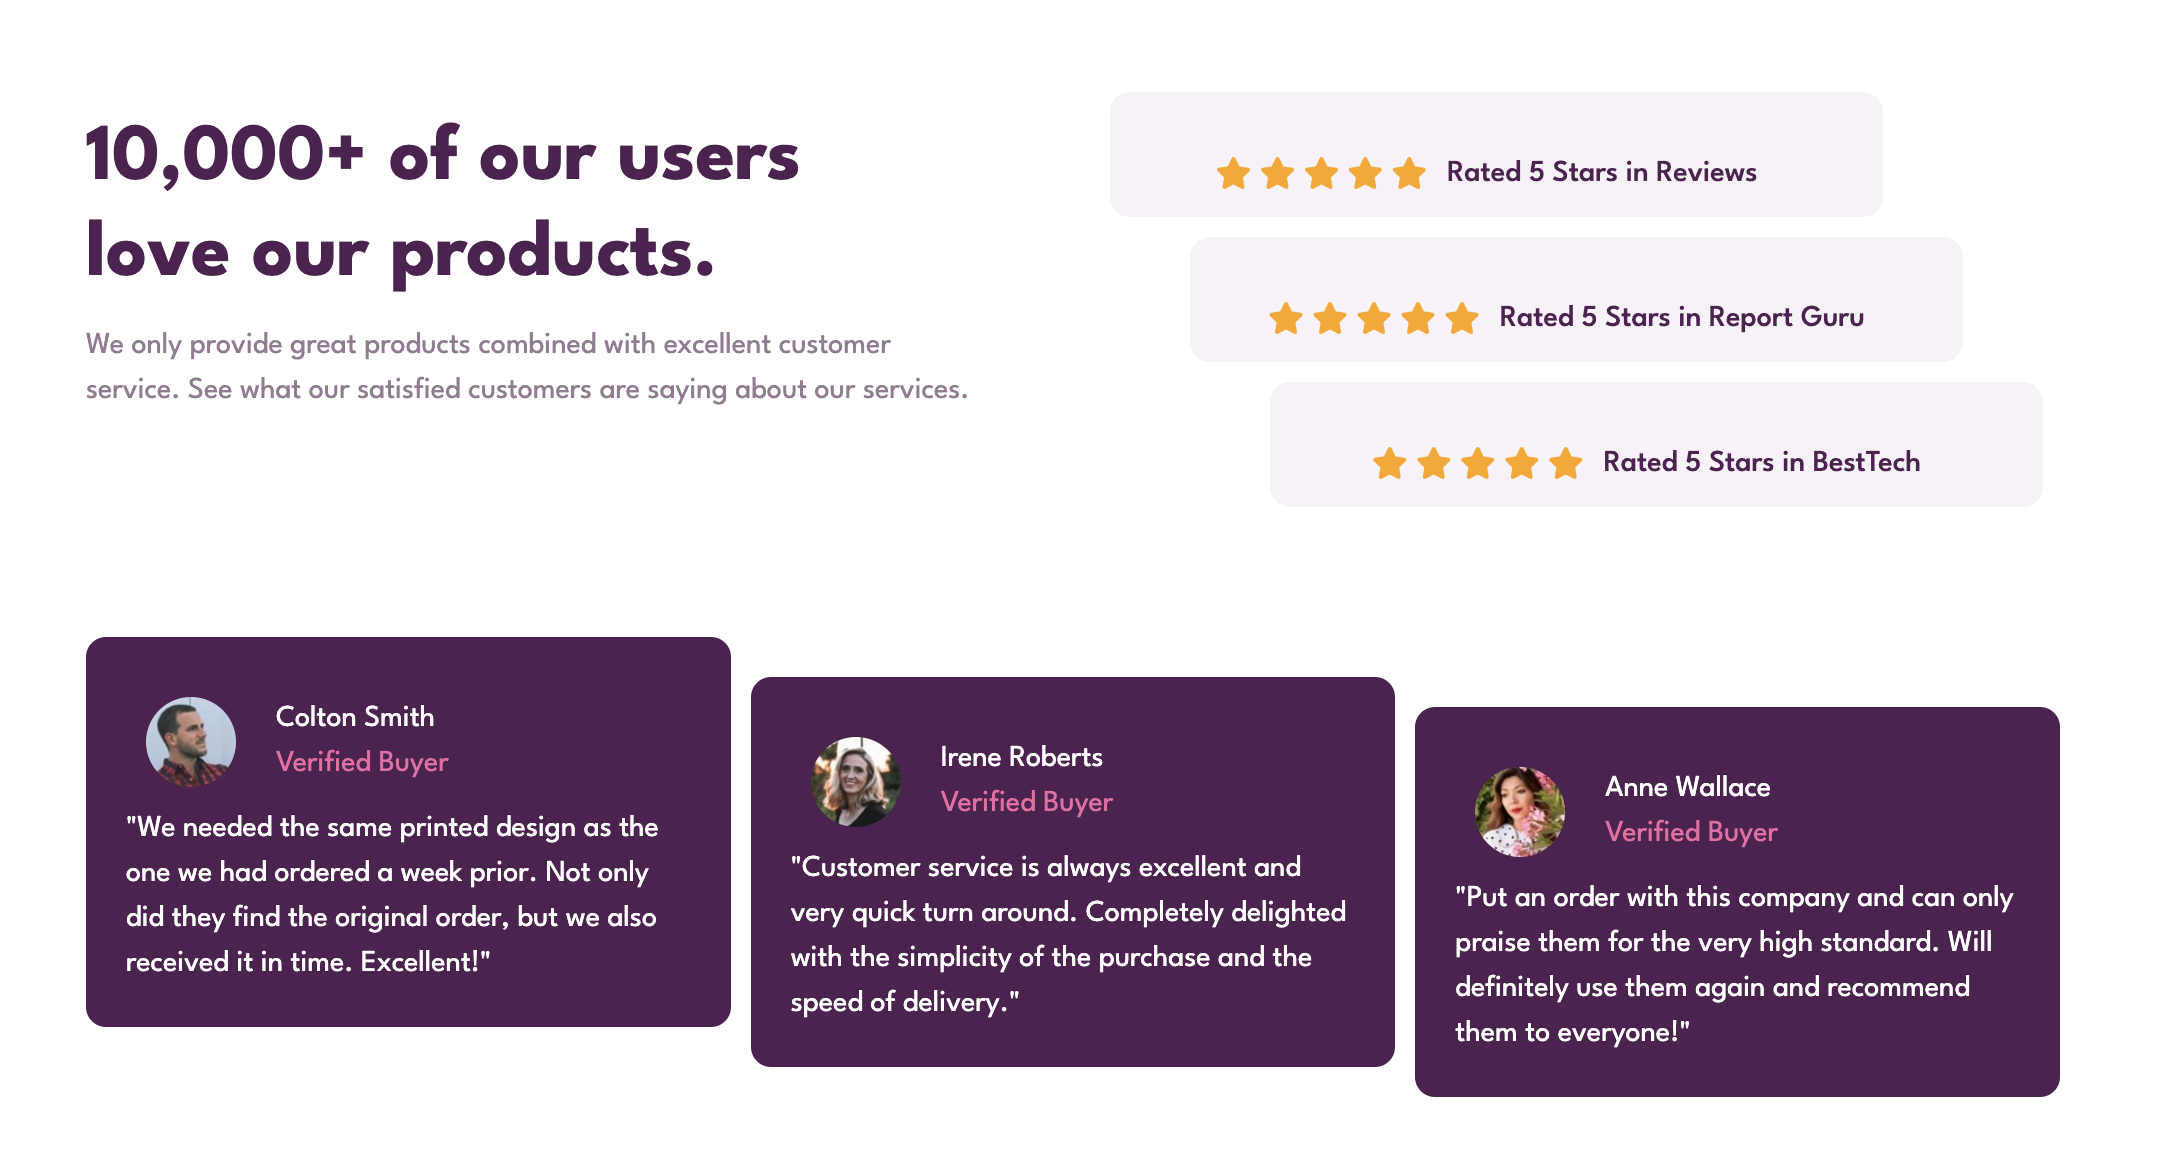 10,000+ of our users
love our products.
We only provide great products combined with excellent customer
service. See what our satisfied customers are saying about our services.
Rated 5 Stars in Reviews
Rated 5 Stars in Report Guru
Rated 5 Stars in BestTech
Colton Smith
Verified Buyer
"We needed the same printed design as the
one we had ordered a week prior. Not only
did they find the original order, but we also
received it in time. Excellent!"
Irene Roberts
Verified Buyer
"Customer service is always excellent and
very quick turn around. Completely delighted
with the simplicity of the purchase and the
speed of delivery."
Anne Wallace
Verified Buyer
"Put an order with this company and can only
praise them for the very high standard. Will
definitely use them again and recommend
them to everyone!"